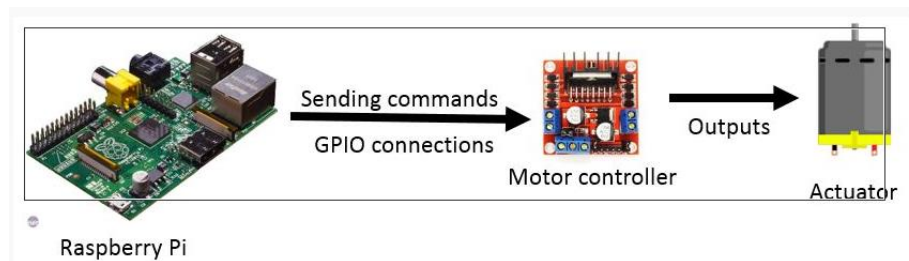 Sending commands
GPIO connections
Outputs
Motor controller
Actuator
Raspberry Pi